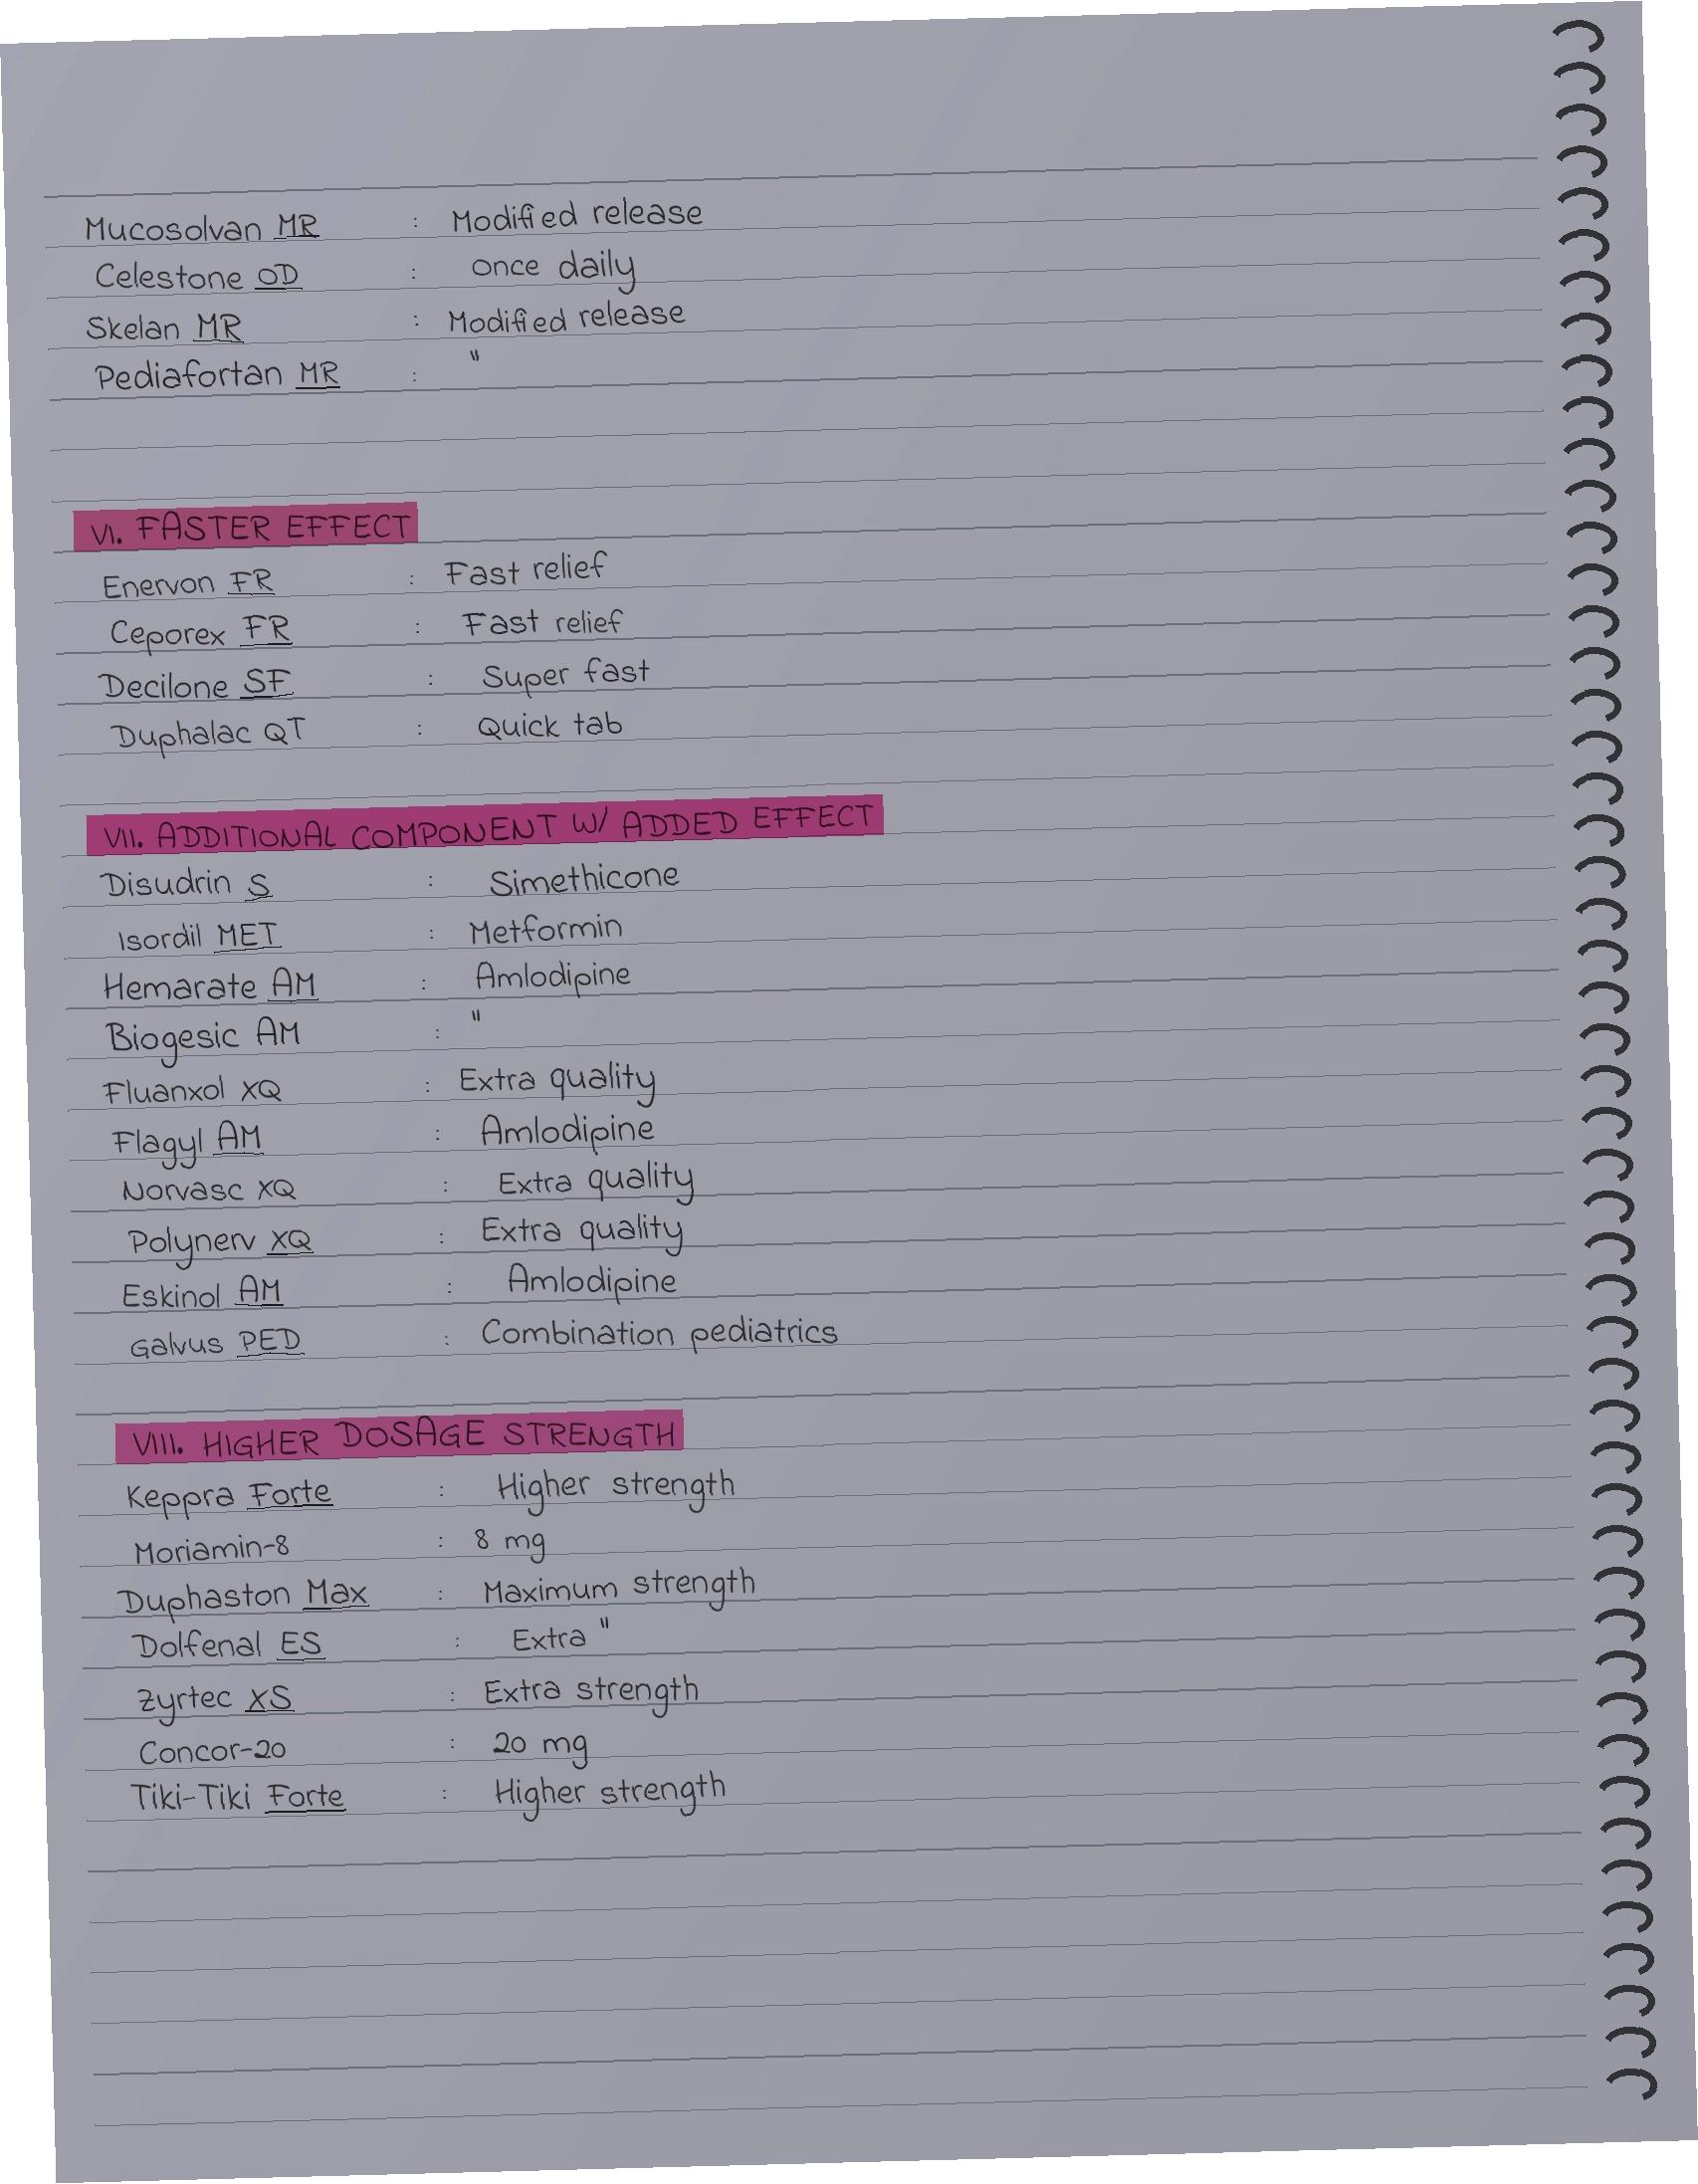 Mucosolvan MR : Modified release
Celestone OD : once daily
Skelan MR : Modified release
Pediafortan MR : "
VI. FASTER EFFECT
Enervon FR : Fast relief
Ceporex FR : Fast relief
Decilone SF : Super fast
Duphalac QT : Quick tab
VII. ADDITIONAL COMPONENT W/ ADDED EFFECT
Disudrin S : Simethicone
Isordil MET : Metformin
Hemarate AM : Amlodipine
Biogesic AM : "
Fluanxol XQ : Extra quality
Flagyl AM : Amlodipine
Norvasc XQ : Extra quality
Polynerv XQ : Extra quality
Eskinol AM : Amlodipine
Galvus PED : Combination pediatrics
VIII. HIGHER DOSAGE STRENGTH
Keppra Forte : Higher strength
Moriamin-8 : 8 mg
Duphaston Max : Maximum strength
Dolfenal ES : Extra "
Zyrtec XS : Extra strength
Concor-20 : 20 mg
Tiki-Tiki Forte : Higher strength